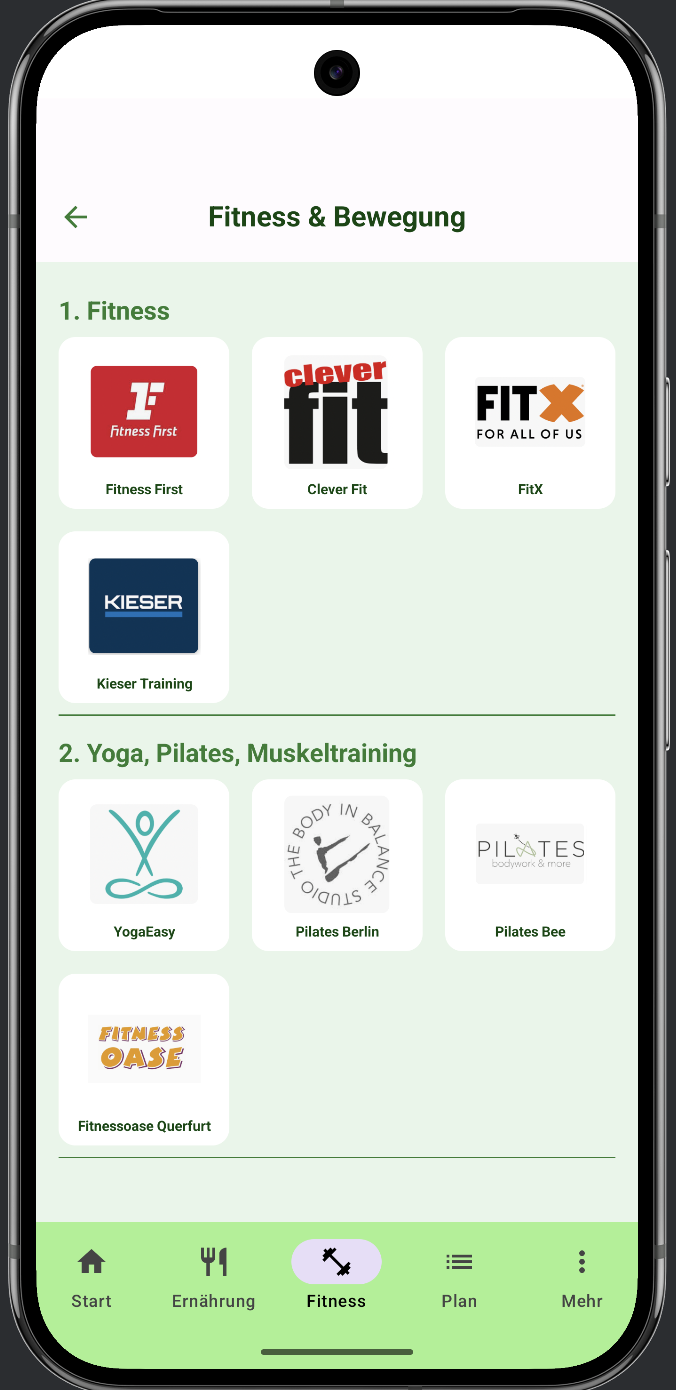 Fitness & Bewegung
1. Fitness
F
Fitness First
Fitness First
clever
fit
Clever Fit
FITX
FOR ALL OF US
FitX
KIESER
Kieser Training
2. Yoga, Pilates, Muskeltraining
YogaEasy
THE BODY IN BALANCE STUDIO
Pilates Berlin
PILATES
bodywork & more
Pilates Bee
FITNESS
OASE
Fitnessoase Querfurt
Start
Ernährung
Fitness
Plan
Mehr